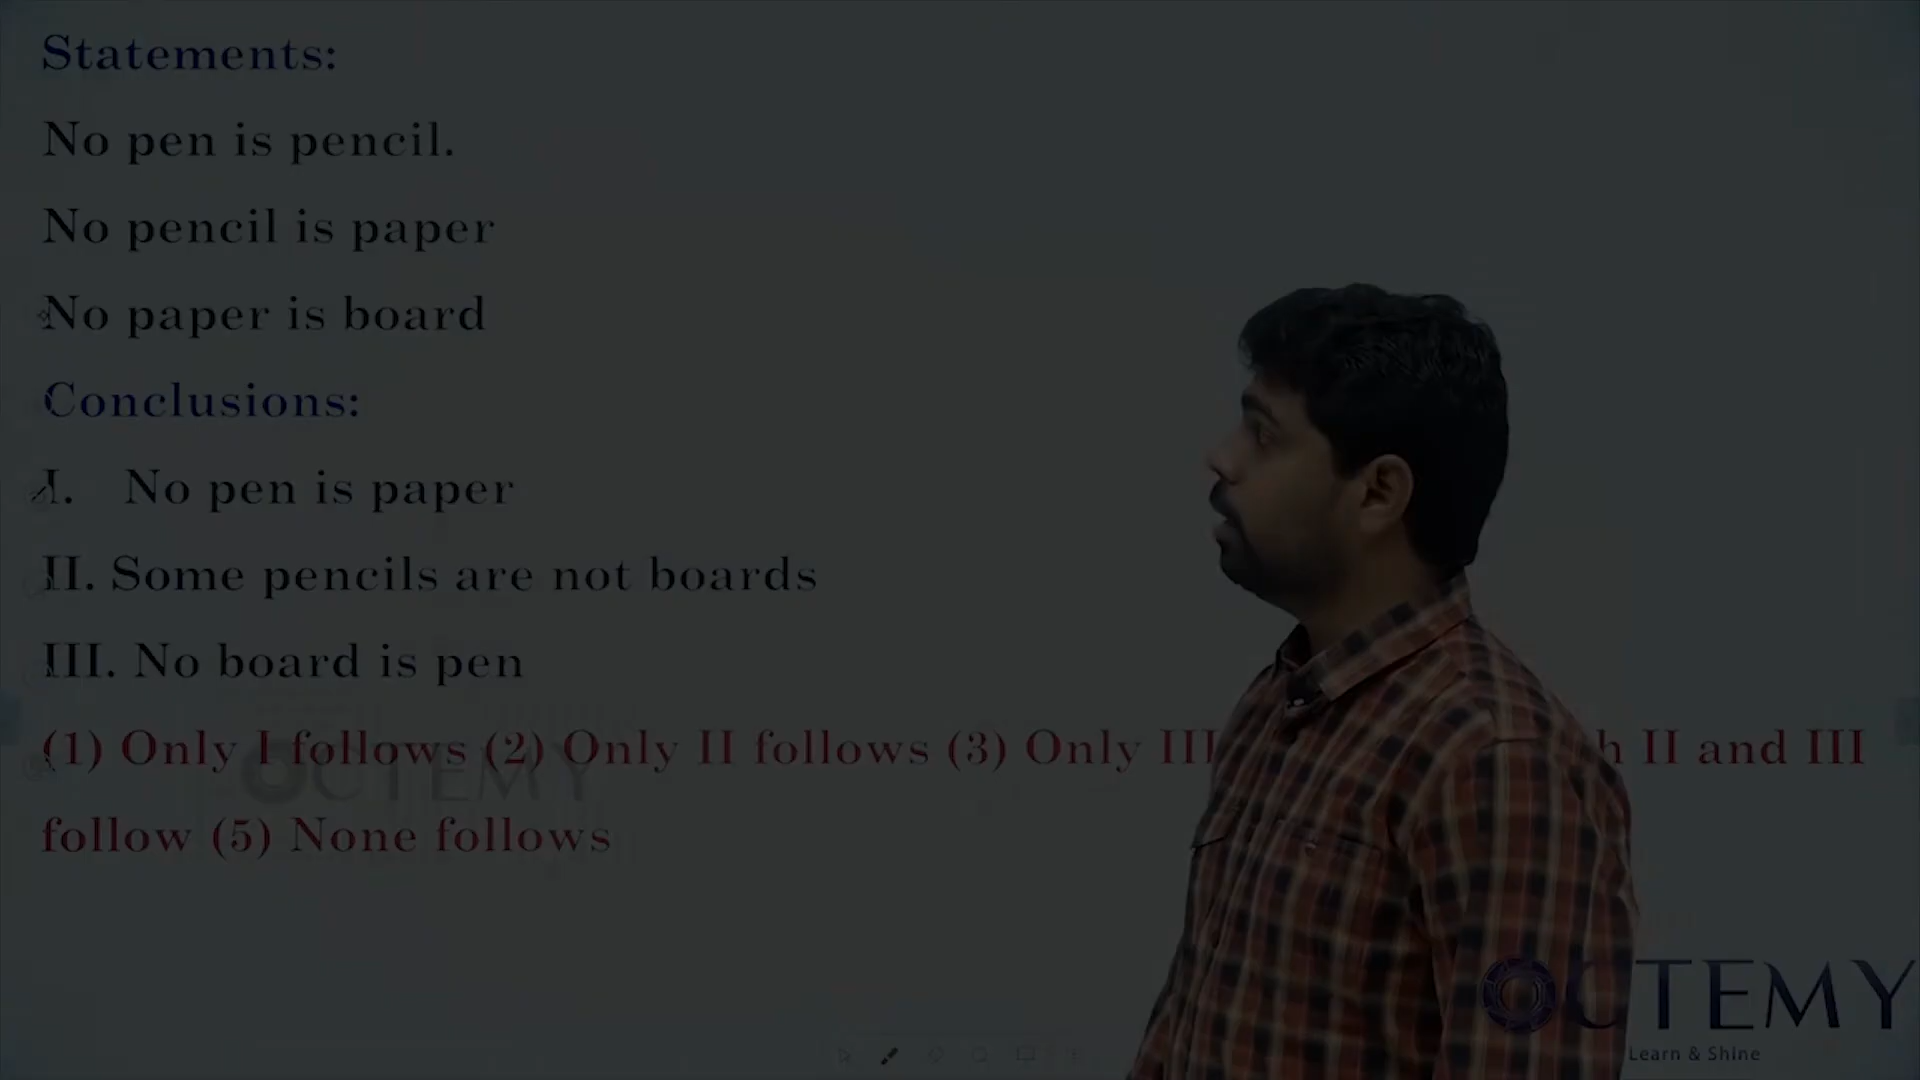 Statements:
No pen is pencil.
No pencil is paper
No paper is board
Conclusions:
I. No pen is paper
II. Some pencils are not boards
III. No board is pen
(1) Only I follows (2) Only II follows (3) Only III II and III
follow (5) None follows
OCTEMY
OCTEMY
Learn & Shine